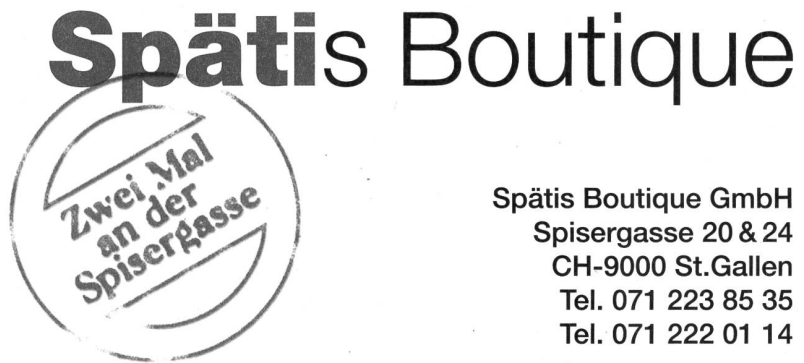 Spätis Boutique
Zwei Mal
an der
Spisergasse
Spätis Boutique GmbH
Spisergasse 20 & 24
CH-9000 St.Gallen
Tel. 071 223 85 35
Tel. 071 222 01 14